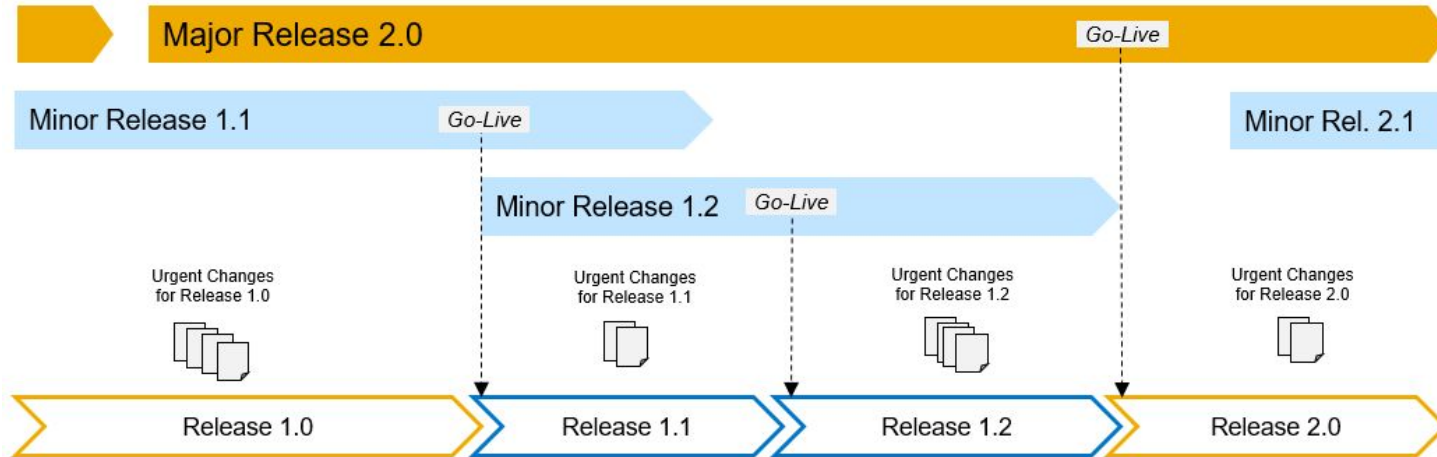 Major Release 2.0
Go-Live
Minor Release 1.1
Go-Live
Minor Rel. 2.1
Minor Release 1.2
Go-Live
Urgent Changes
for Release 1.0
Urgent Changes
for Release 1.1
Urgent Changes
for Release 1.2
Urgent Changes
for Release 2.0
Release 1.0
Release 1.1
Release 1.2
Release 2.0